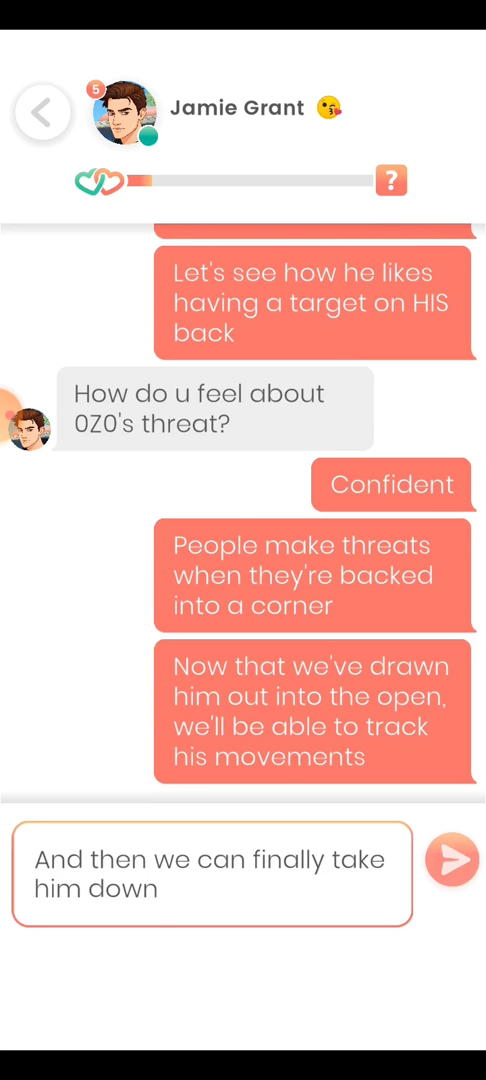 5
Jamie Grant
?
Let's see how he likes
having a target on HIS
back
How do u feel about
0Z0's threat?
Confident
People make threats
when they're backed
into a corner
Now that we've drawn
him out into the open,
we'll be able to track
his movements
And then we can finally take
him down